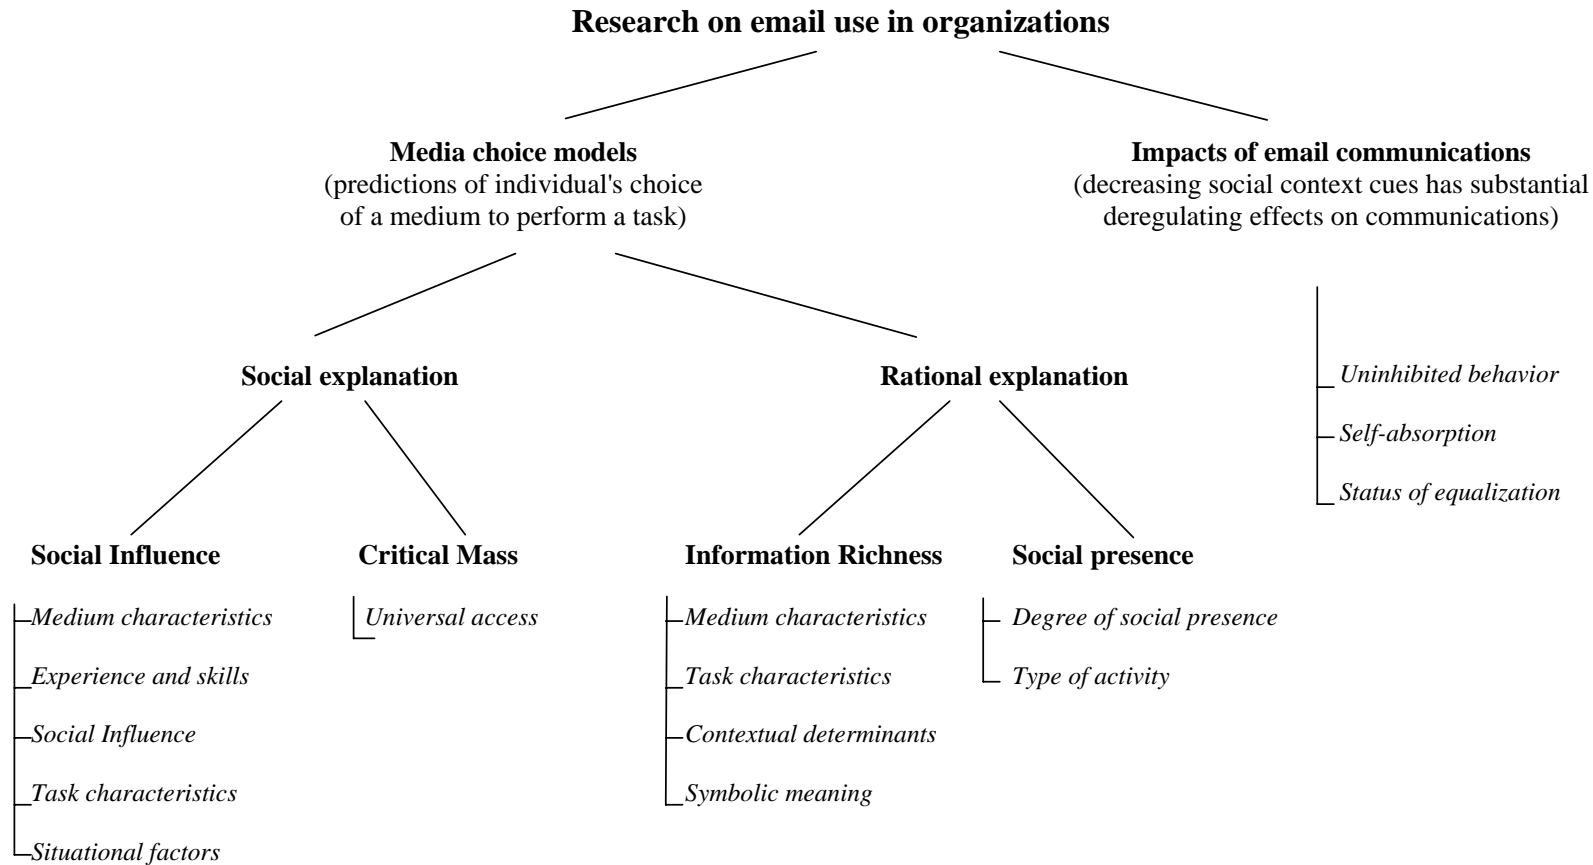 Research on email use in organizations
Media choice models
(predictions of individual's choice
of a medium to perform a task)
Impacts of email communications
(decreasing social context cues has substantial
deregulating effects on communications)
Social explanation
Rational explanation
Uninhibited behavior
Self-absorption
Status of equalization
Social Influence
Medium characteristics
Experience and skills
Social Influence
Task characteristics
Situational factors
Critical Mass
Universal access
Information Richness
Medium characteristics
Task characteristics
Contextual determinants
Symbolic meaning
Social presence
Degree of social presence
Type of activity